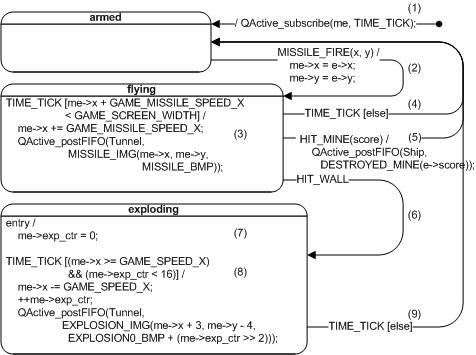 armed
(1)
/ QActive_subscribe(me, TIME_TICK);
MISSILE_FIRE(x, y) /
me->x = e->x;
me->y = e->y;
(2)
flying
TIME_TICK [me->x + GAME_MISSILE_SPEED_X
< GAME_SCREEN_WIDTH] /
me->x += GAME_MISSILE_SPEED_X;
QActive_postFIFO(Tunnel,
MISSILE_IMG(me->x, me->y,
MISSILE_BMP));
(3)
(4)
TIME_TICK [else]
HIT_MINE(score) /
(5)
QActive_postFIFO(Ship,
DESTROYED_MINE(e->score));
HIT_WALL
(6)
exploding
entry /
me->exp_ctr = 0;
(7)
TIME_TICK [(me->x >= GAME_SPEED_X)
&& (me->exp_ctr < 16)] /
(8)
me->x -= GAME_SPEED_X;
++me->exp_ctr;
QActive_postFIFO(Tunnel,
EXPLOSION_IMG(me->x + 3, me->y - 4,
EXPLOSION0_BMP + (me->exp_ctr >> 2)));
(9)
TIME_TICK [else]